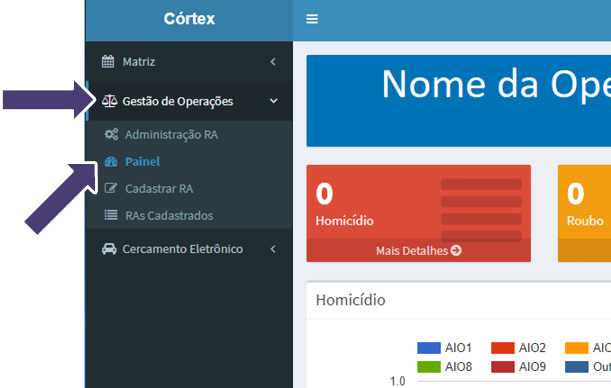 Córtex
Matriz
Gestão de Operações
Administração RA
Painel
Cadastrar RA
RAs Cadastrados
Cercamento Eletrônico
Nome da Ope
0
Homicídio
Mais Detalhes
0
Roubo
Homicídio
AIO1 AIO2 AIO
AIO8 AIO9 Out
1.0